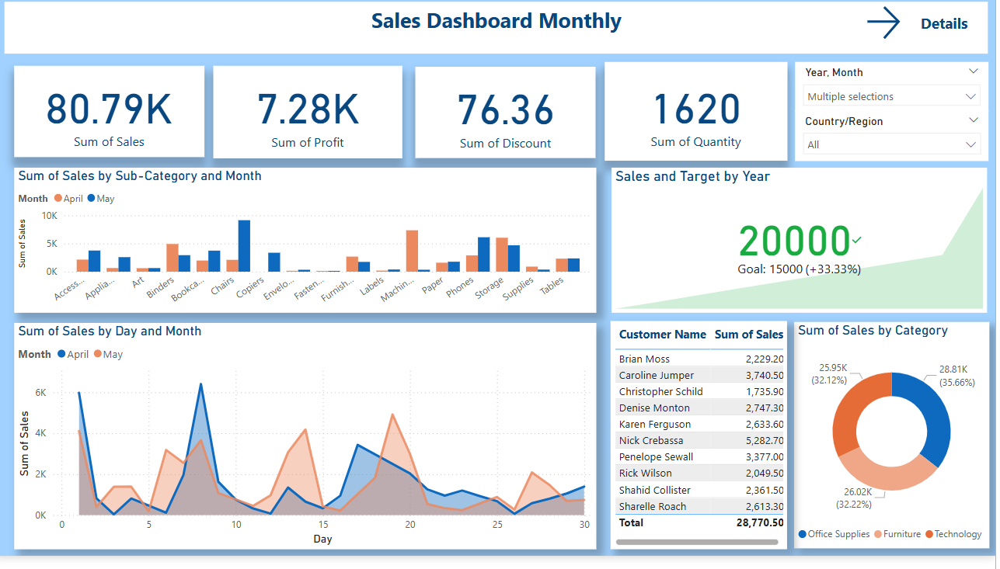 Sales Dashboard Monthly
Details
80.79K
Sum of Sales
7.28K
Sum of Profit
76.36
Sum of Discount
1620
Sum of Quantity
Year, Month
Multiple selections
Country/Region
All
Sum of Sales by Sub-Category and Month
Month April May
Sum of Sales
10K
5K
0K
Access... Applia... Art Binders Bookca... Chairs Copiers Envelo... Fasten... Furnish... Labels Machin... Paper Phones Storage Supplies Tables
Sales and Target by Year
20000
Goal: 15000 (+33.33%)
Sum of Sales by Day and Month
Month April May
Sum of Sales
6K
4K
2K
0K
0 5 10 15 20 25 30
Day
Customer Name Sum of Sales
Brian Moss 2,229.20
Caroline Jumper 3,740.50
Christopher Schild 1,735.90
Denise Monton 2,747.30
Karen Ferguson 2,633.60
Nick Crebassa 5,282.70
Penelope Sewall 3,377.00
Rick Wilson 2,049.50
Shahid Collister 2,361.50
Sharelle Roach 2,613.30
Total 28,770.50
Sum of Sales by Category
25.95K
(32.12%)
28.81K
(35.66%)
26.02K
(32.22%)
Office Supplies Furniture Technology